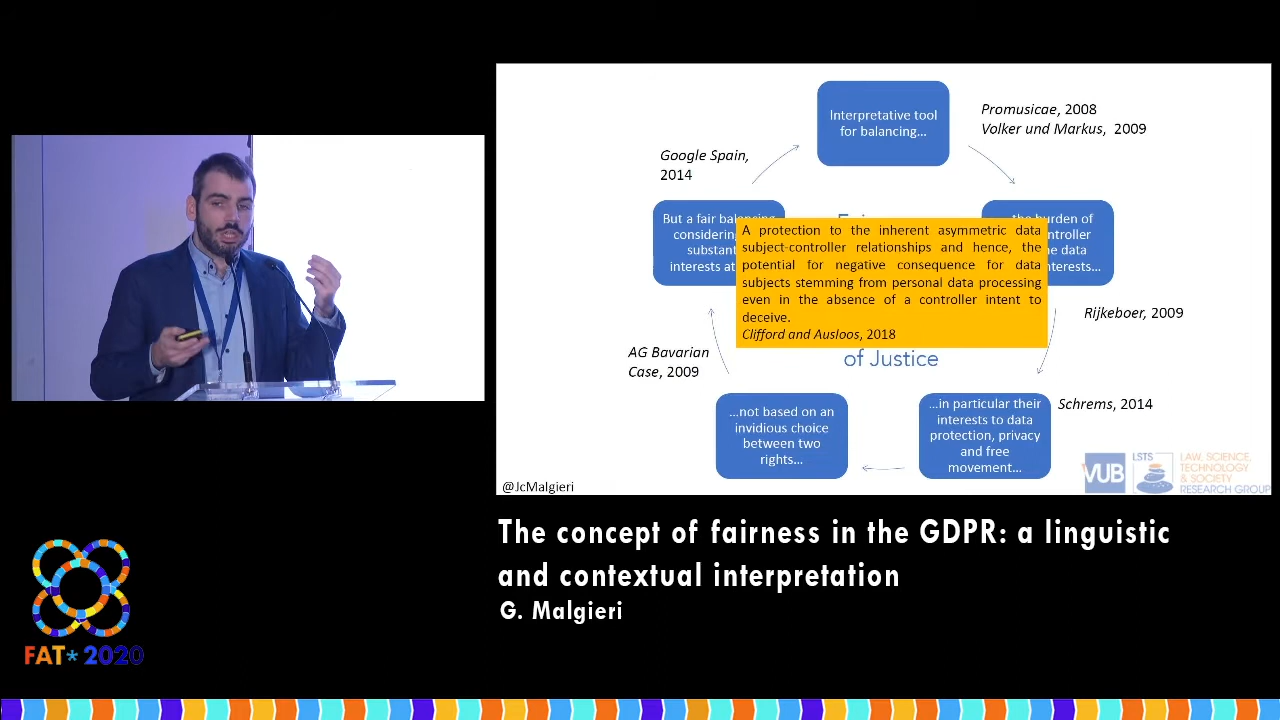 Interpretative tool
for balancing...
Promusicae, 2008
Volker und Markus, 2009
Google Spain,
2014
But a fair balancing
considering
substant
interests at
...the burden of
controller
data
interests...
A protection to the inherent asymmetric data
subject-controller relationships and hence, the
potential for negative consequence for data
subjects stemming from personal data processing
even in the absence of a controller intent to
deceive.
Clifford and Ausloos, 2018
of Justice
Rijkeboer, 2009
AG Bavarian
Case, 2009
...not based on an
invidious choice
between two
rights...
...in particular their
interests to data
protection, privacy
and free
movement...
Schrems, 2014
@JcMalgieri
VUB
LSTS
LAW, SCIENCE,
TECHNOLOGY
& SOCIETY
RESEARCH GROUP
The concept of fairness in the GDPR: a linguistic
and contextual interpretation
G. Malgieri
FAT* 2020